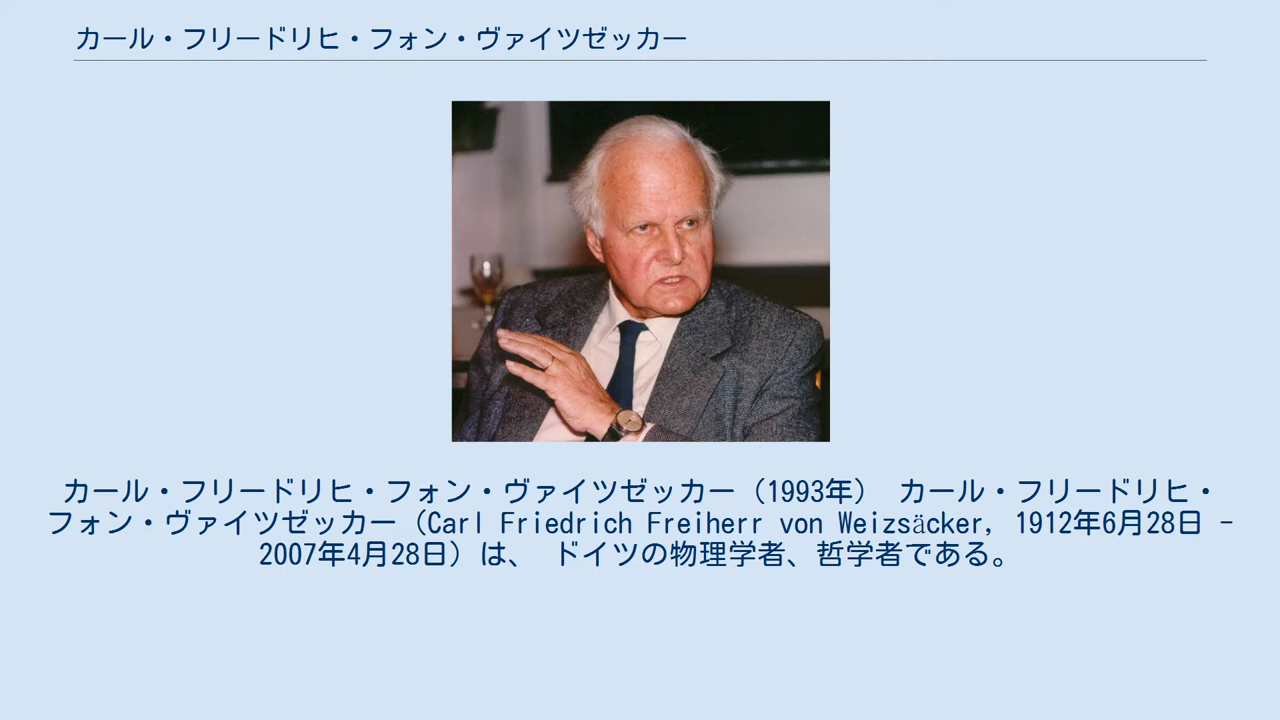 カール・フリードリヒ・フォン・ヴァイツゼッカー
カール・フリードリヒ・フォン・ヴァイツゼッカー（1993年） カール・フリードリヒ・
フォン・ヴァイツゼッカー（Carl Friedrich Freiherr von Weizsäcker, 1912年6月28日 -
2007年4月28日）は、 ドイツの物理学者、哲学者である。